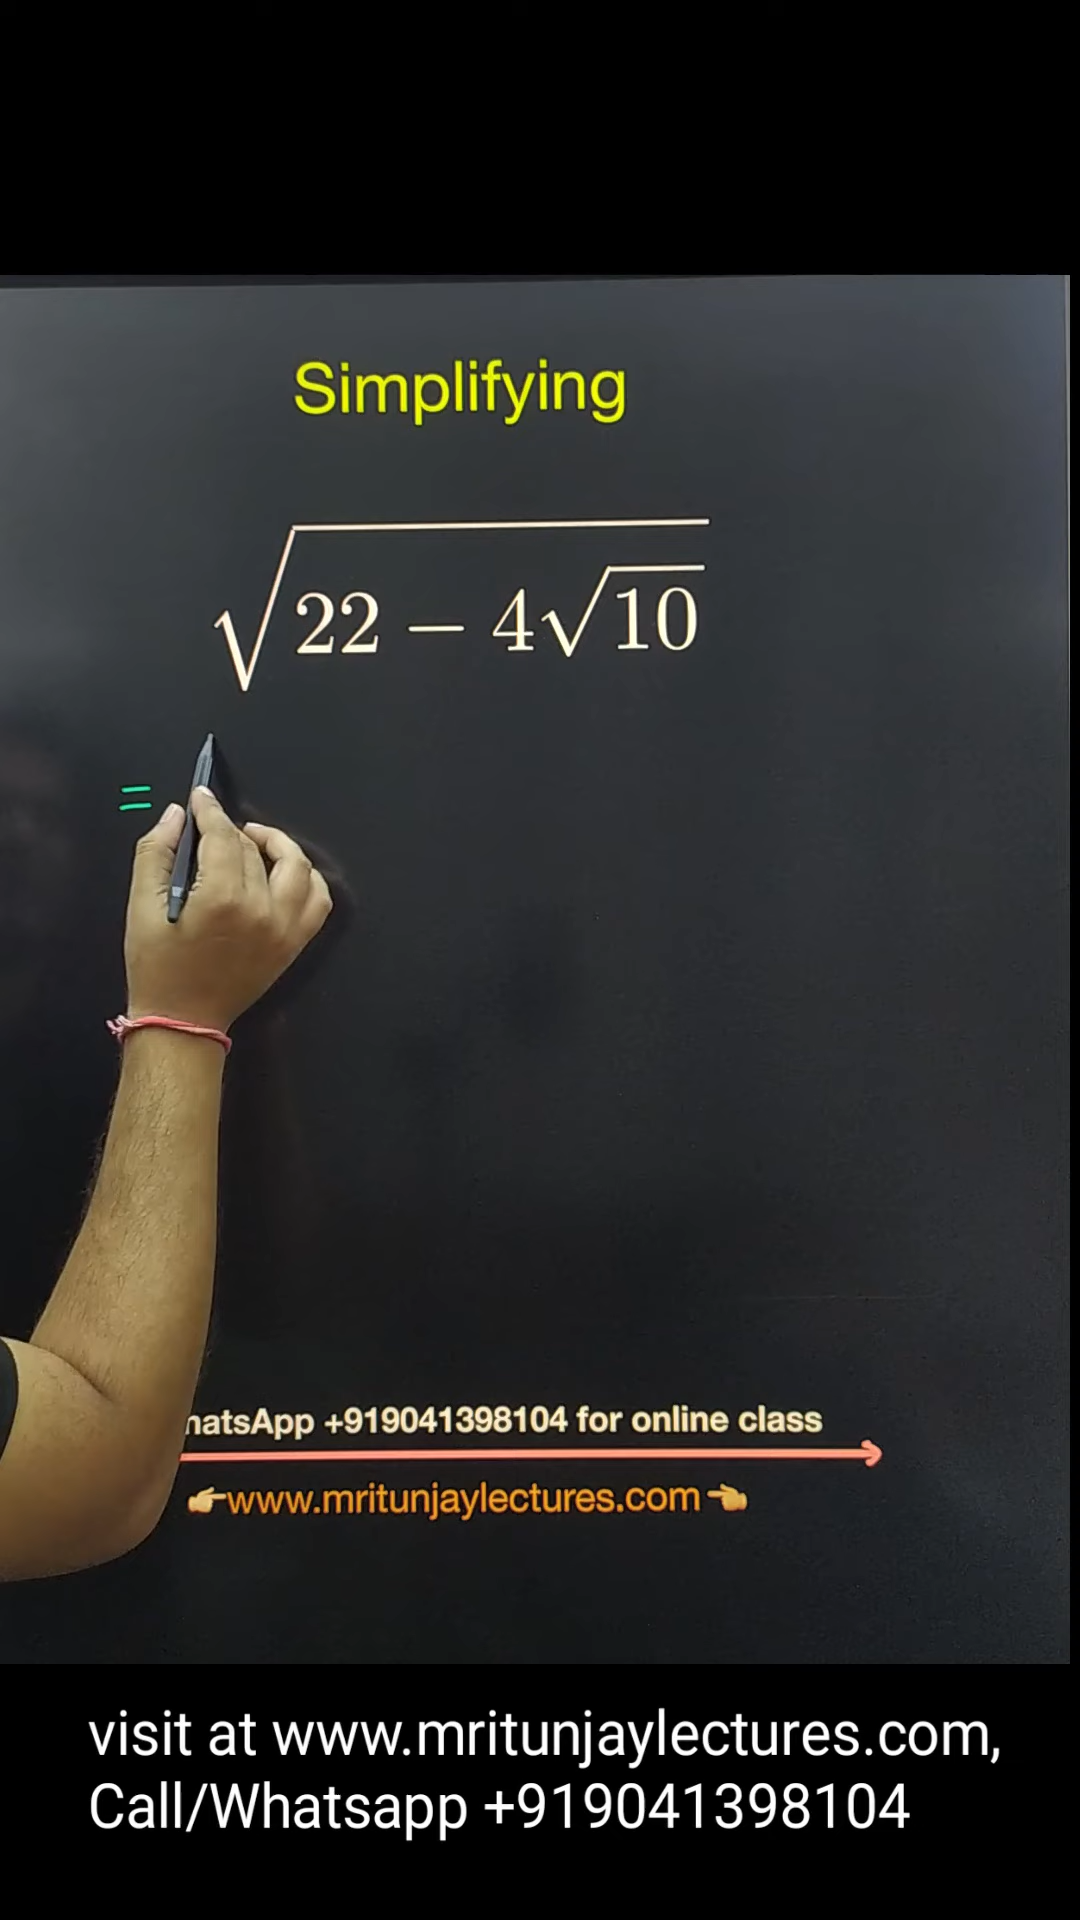 Simplifying
√(22 − 4√10)
=
hatsApp +919041398104 for online class
👉www.mritunjaylectures.com👈
visit at www.mritunjaylectures.com,
Call/Whatsapp +919041398104